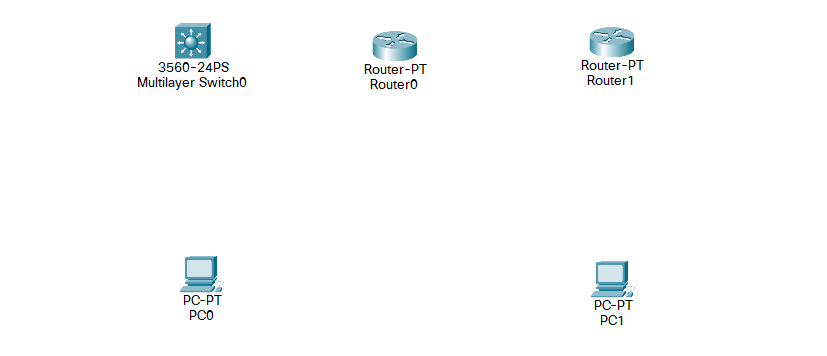 3560-24PS
Multilayer Switch0
Router-PT
Router0
Router-PT
Router1
PC-PT
PC0
PC-PT
PC1